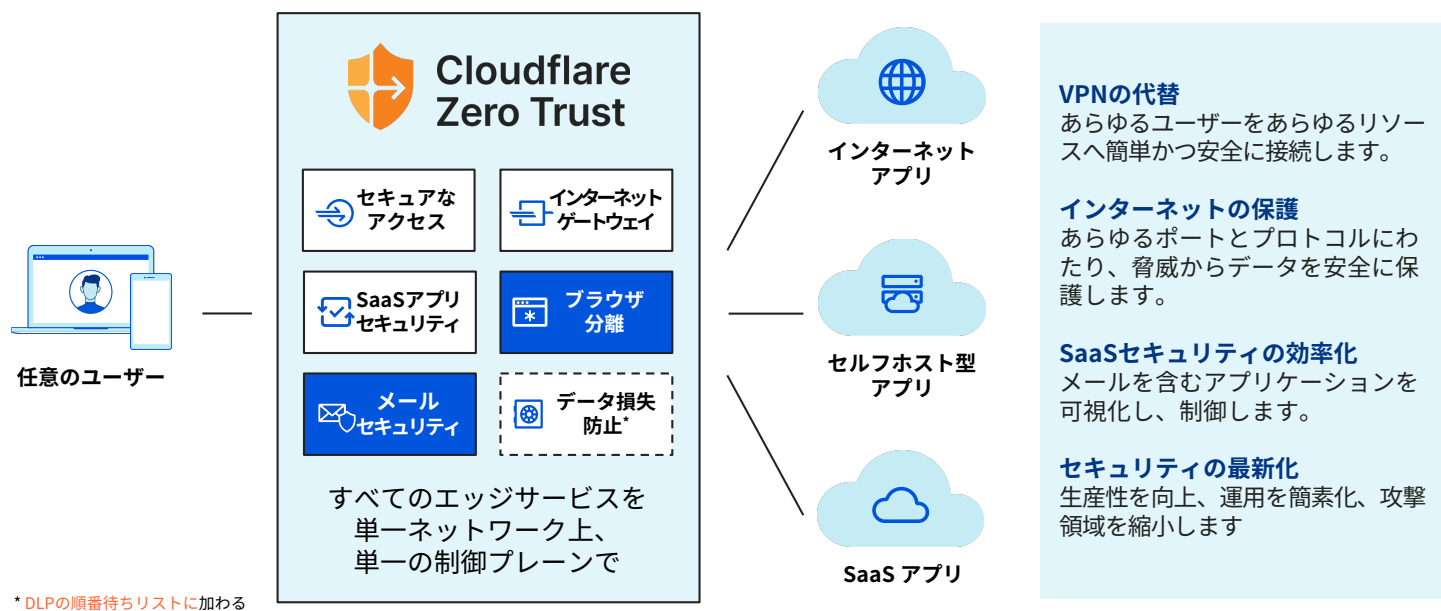 Cloudflare
Zero Trust
セキュアな
アクセス
インターネット
ゲートウェイ
SaaSアプリ
セキュリティ
ブラウザ
分離
メール
セキュリティ
データ損失
防止*
すべてのエッジサービスを
単一ネットワーク上、
単一の制御プレーンで
任意のユーザー
* DLPの順番待ちリストに加わる
インターネット
アプリ
セルフホスト型
アプリ
SaaS アプリ
VPNの代替
あらゆるユーザーをあらゆるリソー
スへ簡単かつ安全に接続します。
インターネットの保護
あらゆるポートとプロトコルにわ
たり、脅威からデータを安全に保
護します。
SaaSセキュリティの効率化
メールを含むアプリケーションを
可視化し、制御します。
セキュリティの最新化
生産性を向上、運用を簡素化、攻撃
領域を縮小します